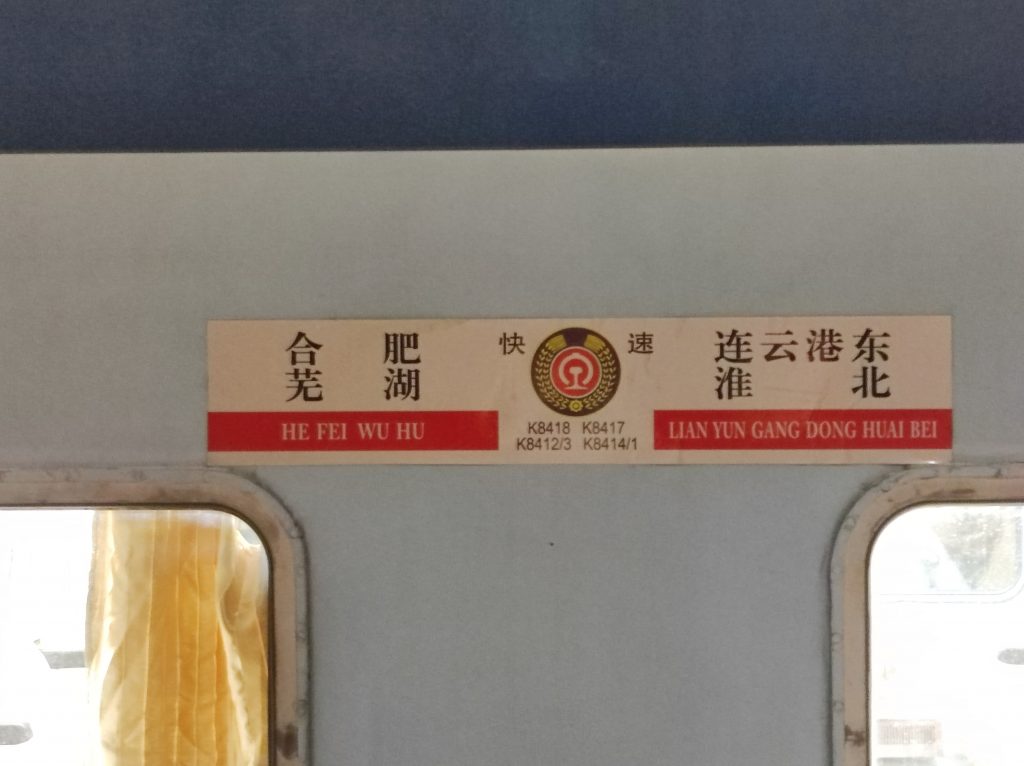 合肥 快速 连云港东
芜湖 淮北
K8418 K8417
HE FEI WU HU LIAN YUN GANG DONG HUAI BEI
K8412/3 K8414/1